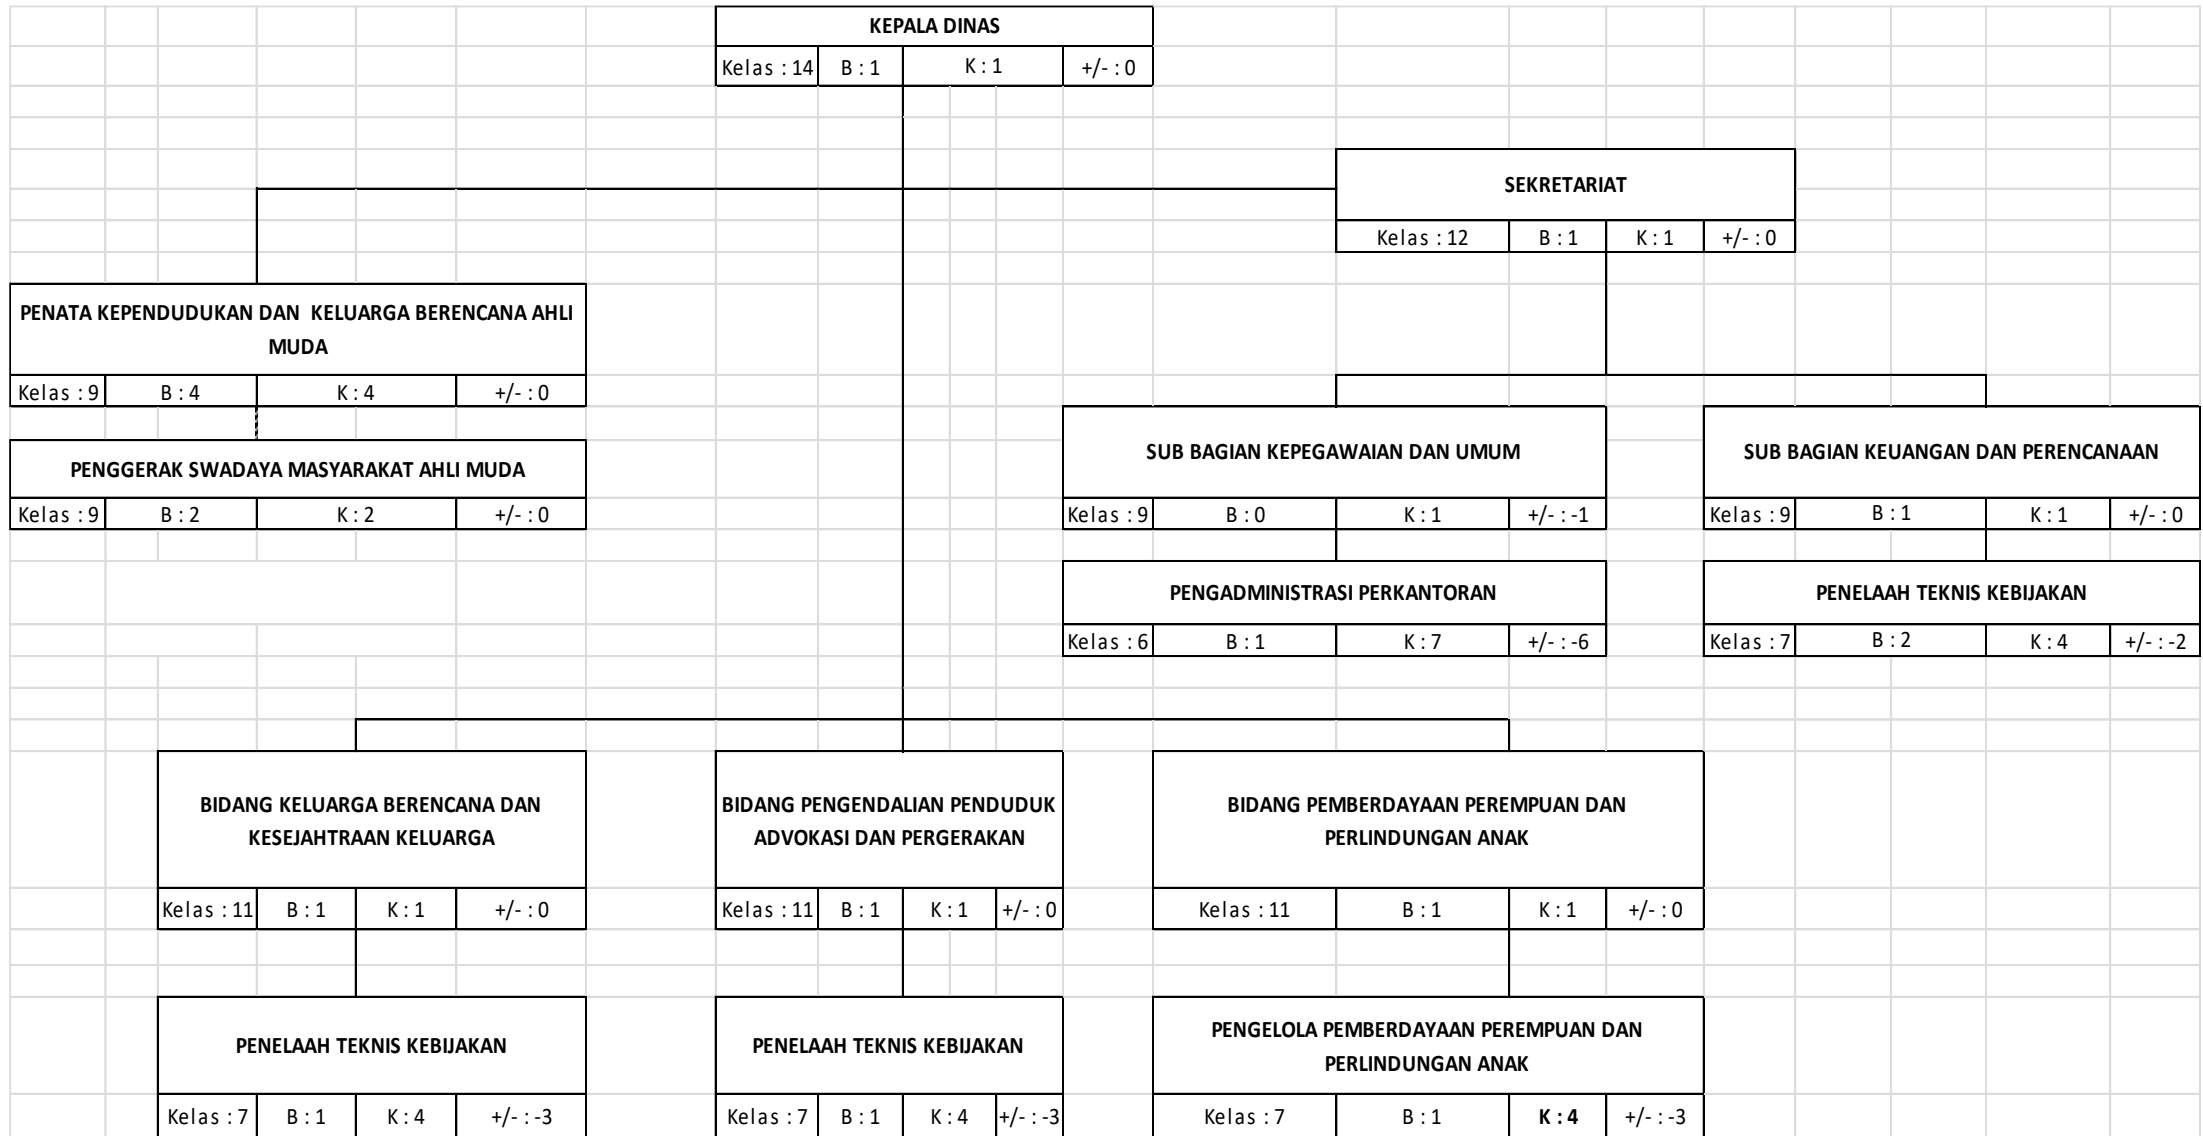 KEPALA DINAS
Kelas : 14 B : 1 K : 1 +/- : 0
SEKRETARIAT
Kelas : 12 B : 1 K : 1 +/- : 0
PENATA KEPENDUDUKAN DAN KELUARGA BERENCANA AHLI
MUDA
Kelas : 9 B : 4 K : 4 +/- : 0
PENGGERAK SWADAYA MASYARAKAT AHLI MUDA
Kelas : 9 B : 2 K : 2 +/- : 0
SUB BAGIAN KEPEGAWAIAN DAN UMUM
Kelas : 9 B : 0 K : 1 +/- : -1
SUB BAGIAN KEUANGAN DAN PERENCANAAN
Kelas : 9 B : 1 K : 1 +/- : 0
PENGADMINISTRASI PERKANTORAN
Kelas : 6 B : 1 K : 7 +/- : -6
PENELAAH TEKNIS KEBIJAKAN
Kelas : 7 B : 2 K : 4 +/- : -2
BIDANG KELUARGA BERENCANA DAN
KESEJAHTRAAN KELUARGA
Kelas : 11 B : 1 K : 1 +/- : 0
BIDANG PENGENDALIAN PENDUDUK
ADVOKASI DAN PERGERAKAN
Kelas : 11 B : 1 K : 1 +/- : 0
BIDANG PEMBERDAYAAN PEREMPUAN DAN
PERLINDUNGAN ANAK
Kelas : 11 B : 1 K : 1 +/- : 0
PENELAAH TEKNIS KEBIJAKAN
Kelas : 7 B : 1 K : 4 +/- : -3
PENELAAH TEKNIS KEBIJAKAN
Kelas : 7 B : 1 K : 4 +/- : -3
PENGELOLA PEMBERDAYAAN PEREMPUAN DAN
PERLINDUNGAN ANAK
Kelas : 7 B : 1 K : 4 +/- : -3